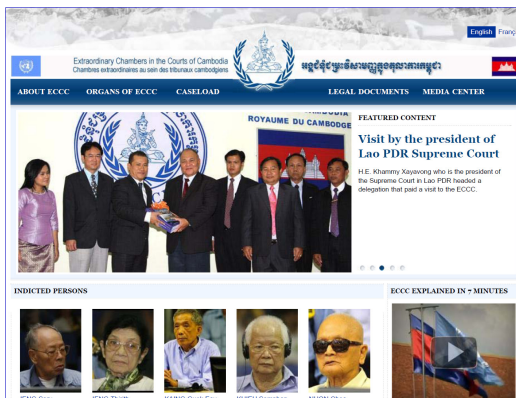 English Franç
Extraordinary Chambers in the Courts of Cambodia
Chambres extraordinaires au sein des tribunaux cambodgiens
អង្គជំនុំជម្រះវិសាមញ្ញក្នុងតុលាការកម្ពុជា
ABOUT ECCC ORGANS OF ECCC CASELOAD LEGAL DOCUMENTS MEDIA CENTER
ROYAUME DU CAMBODGE
FEATURED CONTENT
Visit by the president of
Lao PDR Supreme Court
H.E. Khammy Xayavong who is the president of
the Supreme Court in Lao PDR headed a
delegation that paid a visit to the ECCC.
INDICTED PERSONS
ECCC EXPLAINED IN 7 MINUTES